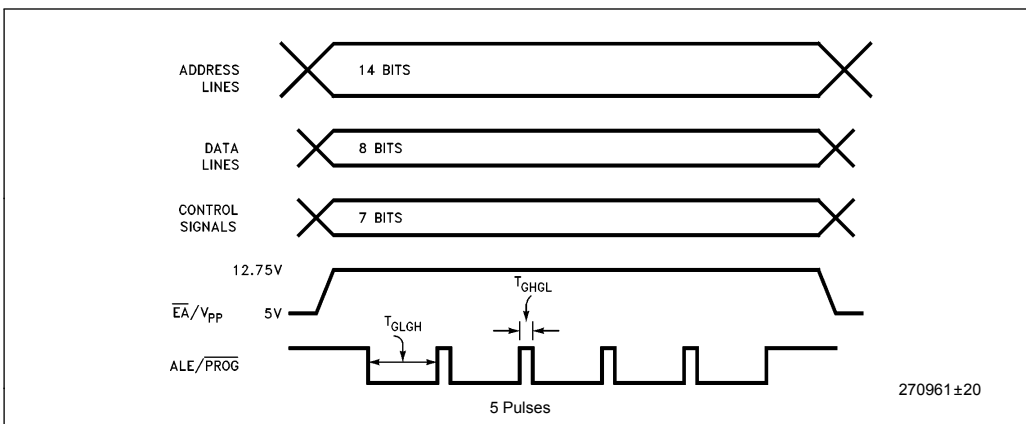 ADDRESS
LINES
14 BITS
DATA
LINES
8 BITS
CONTROL
SIGNALS
7 BITS
12.75V
EA/VPP
5V
TGLGH
TGHGL
ALE/PROG
5 Pulses
270961±20